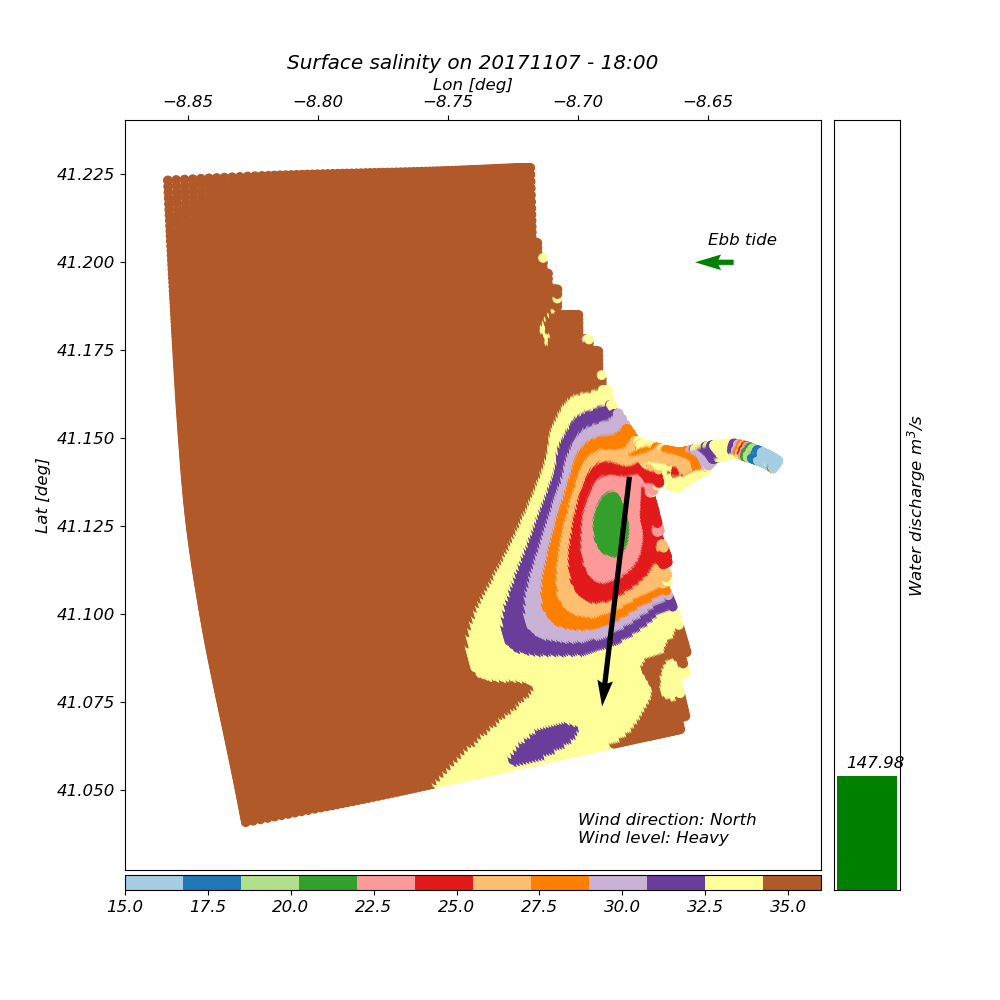 Surface salinity on 20171107 - 18:00
Lon [deg]
−8.85 −8.80 −8.75 −8.70 −8.65
41.225
41.200
41.175
41.150
41.125
41.100
41.075
41.050
Lat [deg]
Ebb tide
Wind direction: North
Wind level: Heavy
15.0 17.5 20.0 22.5 25.0 27.5 30.0 32.5 35.0
147.98
Water discharge m³/s